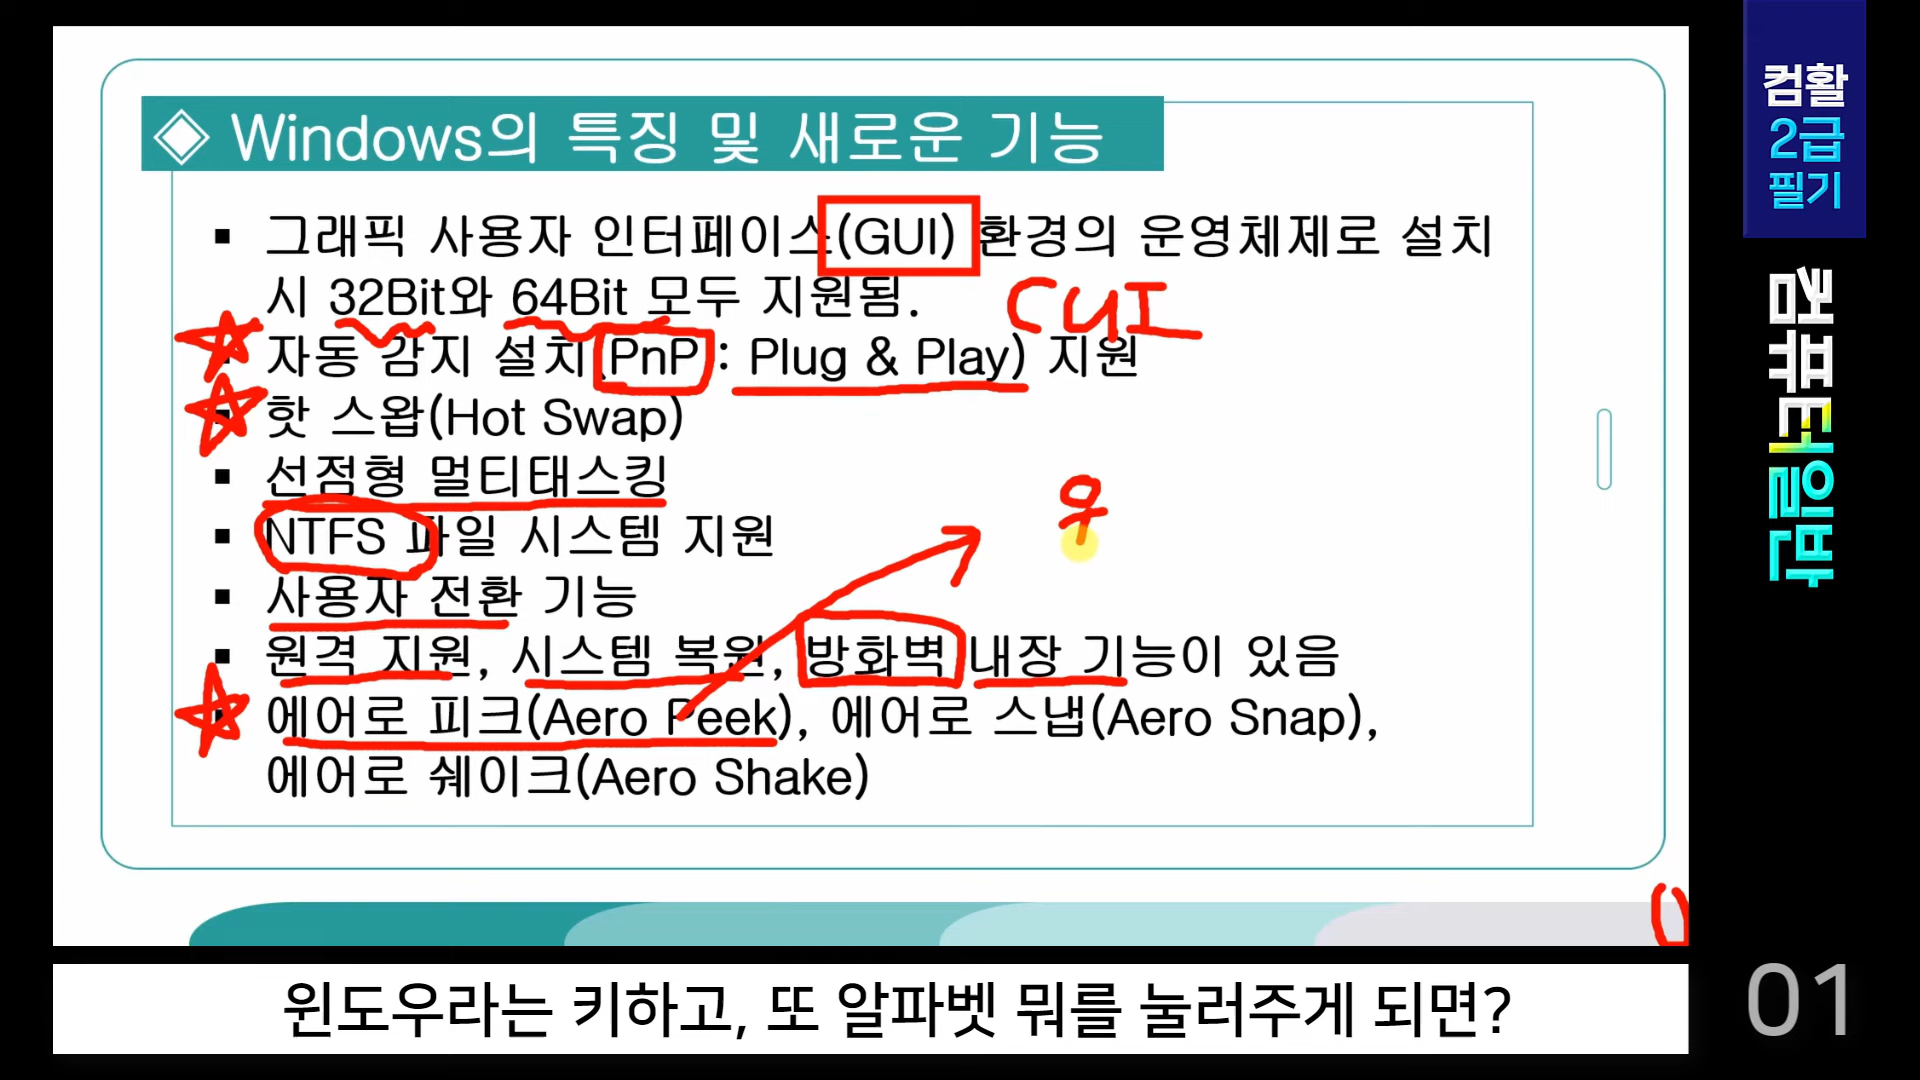 Windows의 특징 및 새로운 기능
▪ 그래픽 사용자 인터페이스(GUI) 환경의 운영체제로 설치
시 32Bit와 64Bit 모두 지원됨.
CUI
자동 감지 설치(PnP : Plug & Play) 지원
핫 스왑(Hot Swap)
▪ 선점형 멀티태스킹
▪ NTFS 파일 시스템 지원
▪ 사용자 전환 기능
▪ 원격 지원, 시스템 복원, 방화벽 내장 기능이 있음
에어로 피크(Aero Peek), 에어로 스냅(Aero Snap),
에어로 쉐이크(Aero Shake)
윈도우라는 키하고, 또 알파벳 뭐를 눌러주게 되면?
컴활
2급
필기
컴퓨터일반
01